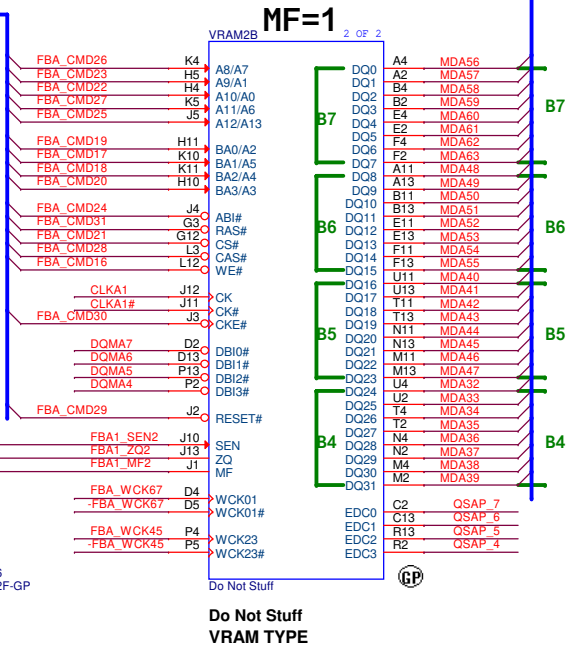 MF=1
VRAM2B 2 OF 2
FBA_CMD26 K4 A8/A7 DQ0 A4 MDA56
FBA_CMD23 H5 A9/A1 DQ1 A2 MDA57
FBA_CMD22 H4 A10/A0 DQ2 B4 MDA58
FBA_CMD27 K5 A11/A6 DQ3 B2 MDA59
FBA_CMD25 J5 A12/A13 DQ4 E4 MDA60
B7 DQ5 E2 MDA61 B7
FBA_CMD19 H11 BA0/A2 DQ6 F4 MDA62
FBA_CMD17 K10 BA1/A5 DQ7 F2 MDA63
FBA_CMD18 K11 BA2/A4 DQ8 A11 MDA48
FBA_CMD20 H10 BA3/A3 DQ9 A13 MDA49
DQ10 B11 MDA50
FBA_CMD24 J4 ABI# DQ11 B13 MDA51
FBA_CMD31 G3 RAS# B6 DQ12 E11 MDA52 B6
FBA_CMD21 G12 CS# DQ13 E13 MDA53
FBA_CMD28 L3 CAS# DQ14 F11 MDA54
FBA_CMD16 L12 WE# DQ15 F13 MDA55
DQ16 U11 MDA40
CLKA1 J12 CK DQ17 U13 MDA41
CLKA1# J11 CK# DQ18 T11 MDA42
FBA_CMD30 J3 CKE# DQ19 T13 MDA43
B5 DQ20 N11 MDA44 B5
DQMA7 D2 DBI0# DQ21 N13 MDA45
DQMA6 D13 DBI1# DQ22 M11 MDA46
DQMA5 P13 DBI2# DQ23 M13 MDA47
DQMA4 P2 DBI3# DQ24 U4 MDA32
DQ25 U2 MDA33
FBA_CMD29 J2 RESET# DQ26 T4 MDA34
DQ27 T2 MDA35
FBA1_SEN2 J10 SEN B4 DQ28 N4 MDA36 B4
FBA1_ZQ2 J13 ZQ DQ29 N2 MDA37
FBA1_MF2 J1 MF DQ30 M4 MDA38
DQ31 M2 MDA39
FBA_WCK67 D4 WCK01 EDC0 C2 QSAP_7
-FBA_WCK67 D5 WCK01# EDC1 C13 QSAP_6
FBA_WCK45 P4 WCK23 EDC2 R13 QSAP_5
-FBA_WCK45 P5 WCK23# EDC3 R2 QSAP_4
GP
2F-GP Do Not Stuff
Do Not Stuff
VRAM TYPE